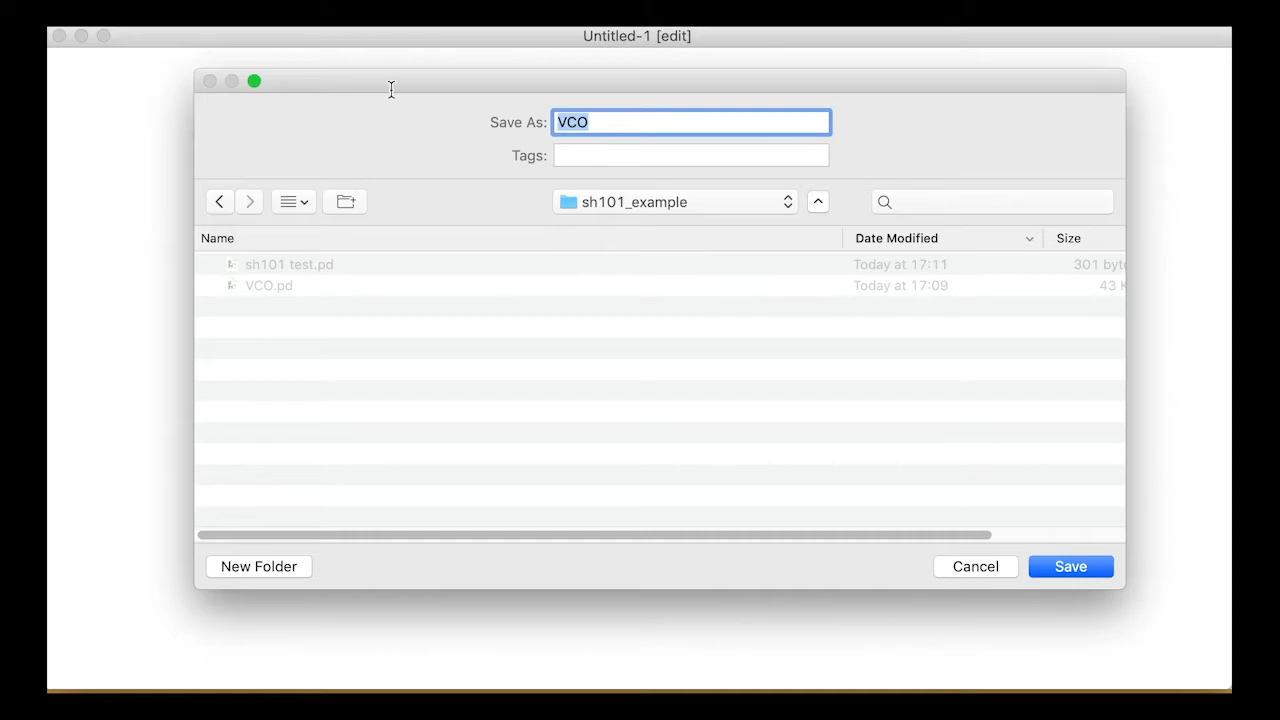 Untitled-1 [edit]
Save As: VCO
Tags:
sh101_example
Name Date Modified Size
sh101 test.pd Today at 17:11 301 byt
VCO.pd Today at 17:09 43 K
New Folder Cancel Save